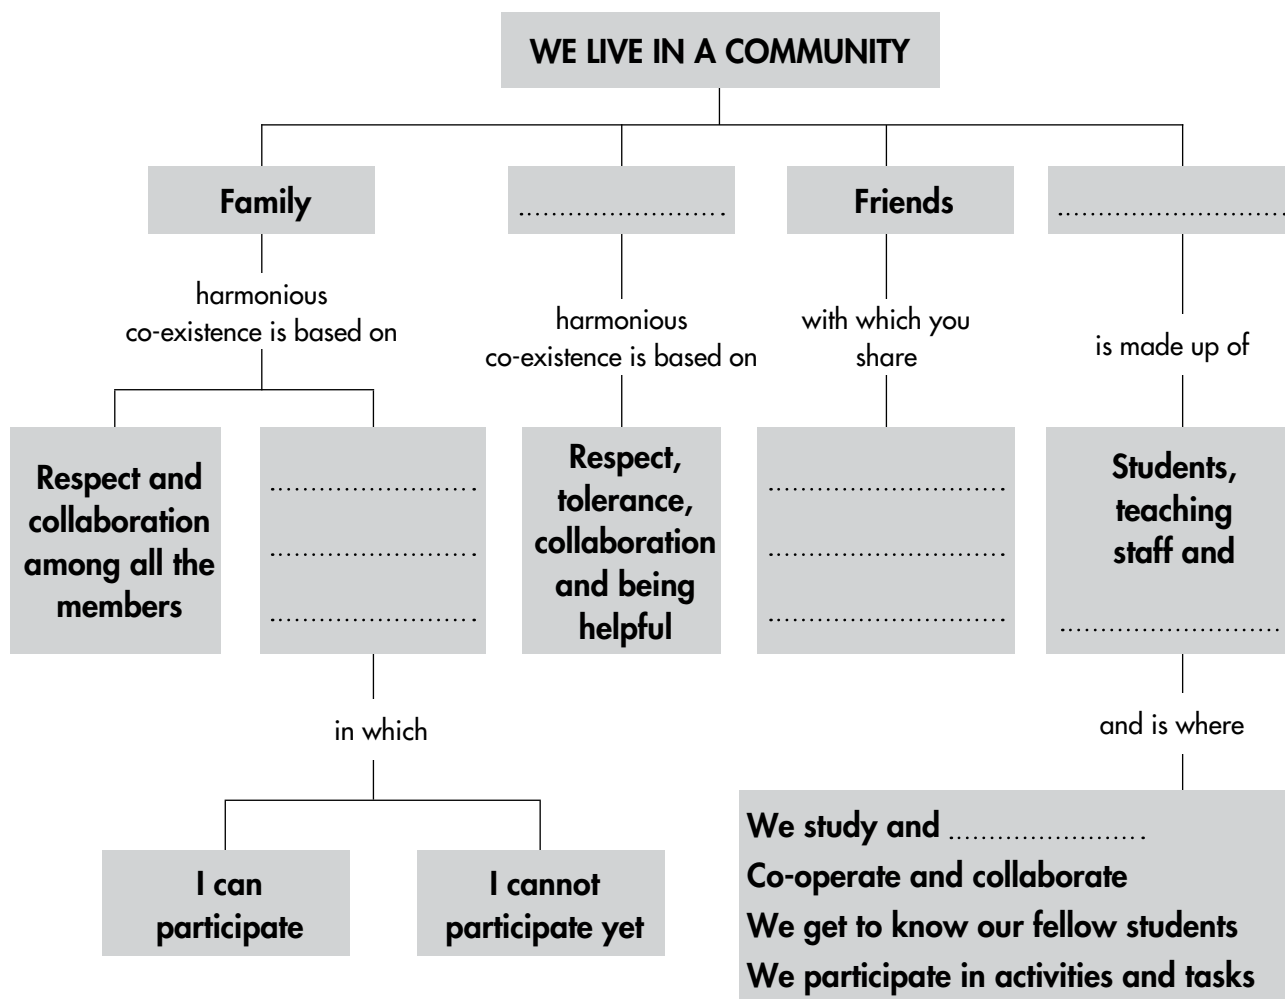 WE LIVE IN A COMMUNITY
Family
........................
Friends
........................
harmonious
co-existence is based on
harmonious
co-existence is based on
with which you
share
is made up of
Respect and
collaboration
among all the
members
........................
........................
........................
Respect,
tolerance,
collaboration
and being
helpful
........................
........................
........................
Students,
teaching
staff and
........................
in which
I can
participate
I cannot
participate yet
and is where
We study and ........................
Co-operate and collaborate
We get to know our fellow students
We participate in activities and tasks